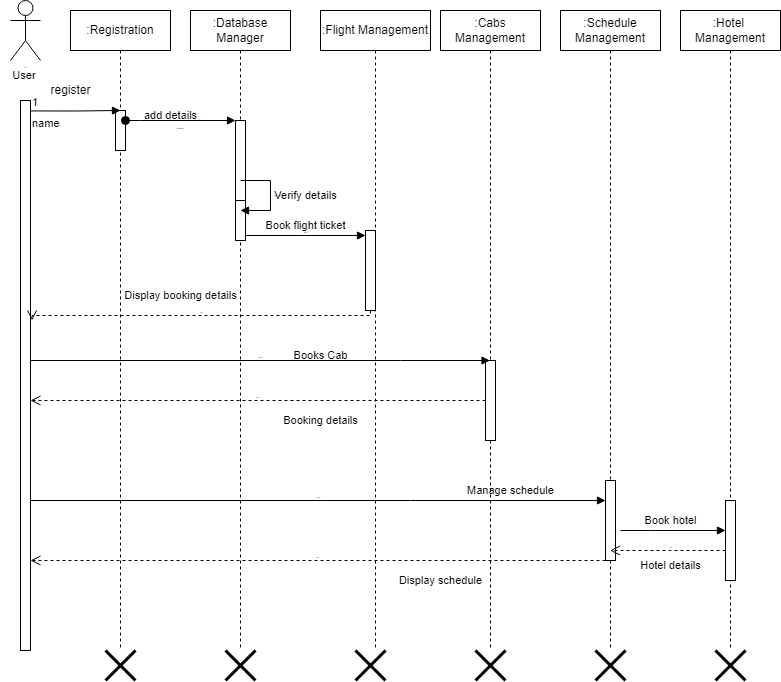 :Registration
:Database
Manager
:Flight Management
:Cabs
Management
:Schedule
Management
:Hotel
Management
User
register
1
name
add details
Verify details
Book flight ticket
Display booking details
Books Cab
Booking details
Manage schedule
Book hotel
Hotel details
Display schedule